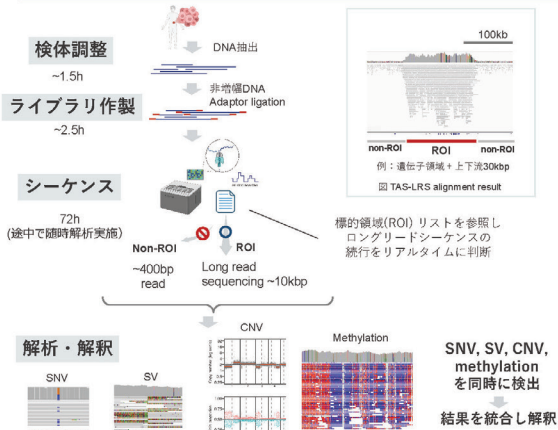 検体調整
~1.5h
DNA抽出
非増幅DNA
Adaptor ligation
ライブラリ作製
~2.5h
シーケンス
72h
(途中で随時解析実施)
Non-ROI
~400bp
read
ROI
Long read
sequencing ~10kbp
100kb
non-ROI
ROI
non-ROI
例：遺伝子領域 + 上下流30kbp
図 TAS-LRS alignment result
標的領域(ROI) リストを参照し
ロングリードシーケンスの
続行をリアルタイムに判断
解析・解釈
SNV
SV
CNV
Methylation
SNV, SV, CNV,
methylation
を同時に検出
結果を統合し解釈